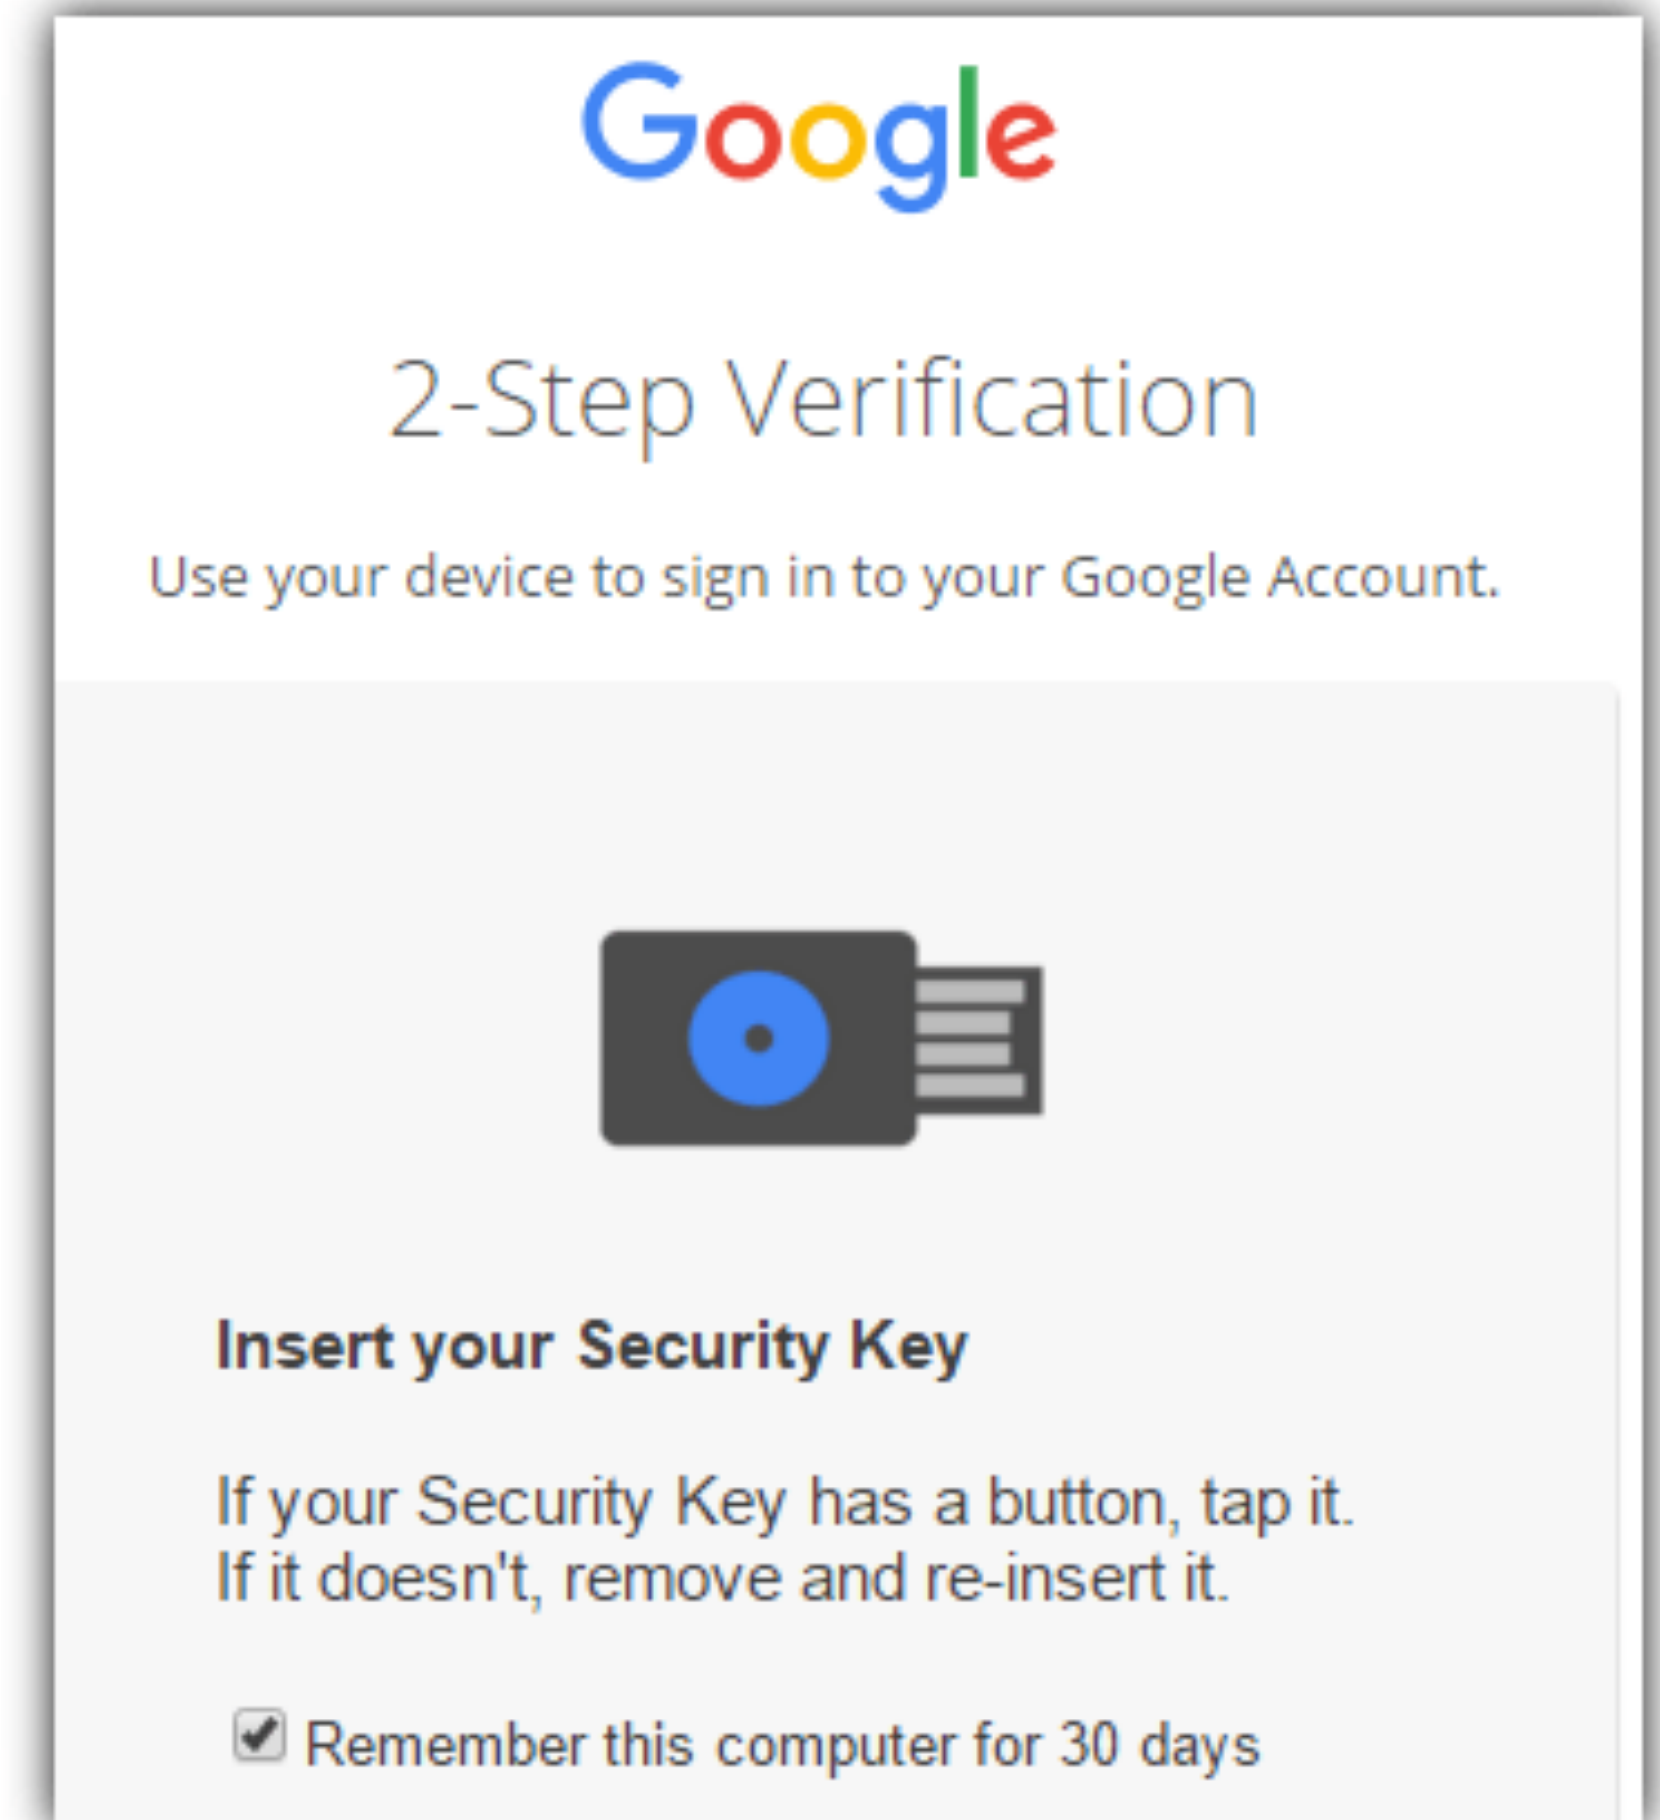 Google
2-Step Verification
Use your device to sign in to your Google Account.
Insert your Security Key
If your Security Key has a button, tap it.
If it doesn't, remove and re-insert it.
Remember this computer for 30 days